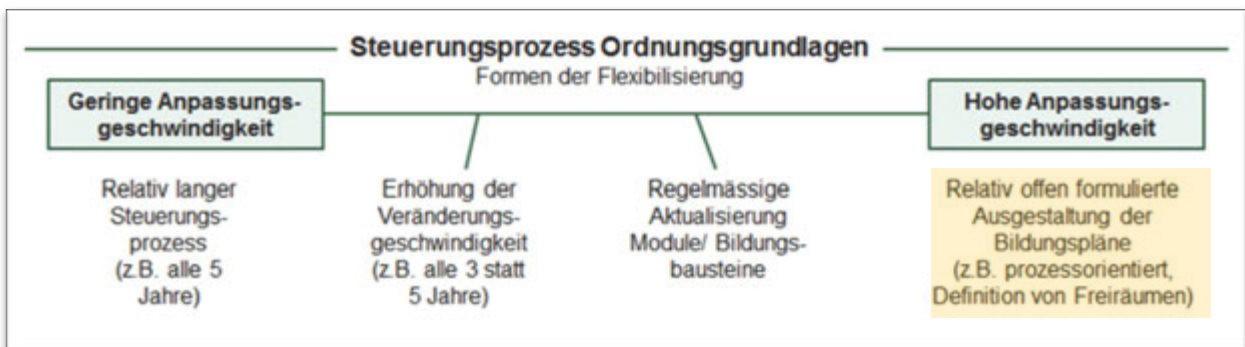 Steuerungsprozess Ordnungsgrundlagen
Formen der Flexibilisierung
Geringe Anpassungs-
geschwindigkeit
Hohe Anpassungs-
geschwindigkeit
Relativ langer
Steuerungs-
prozess
(z.B. alle 5
Jahre)
Erhöhung der
Veränderungs-
geschwindigkeit
(z.B. alle 3 statt
5 Jahre)
Regelmässige
Aktualisierung
Module/ Bildungs-
bausteine
Relativ offen formulierte
Ausgestaltung der
Bildungspläne
(z.B. prozessorientiert,
Definition von Freiräumen)